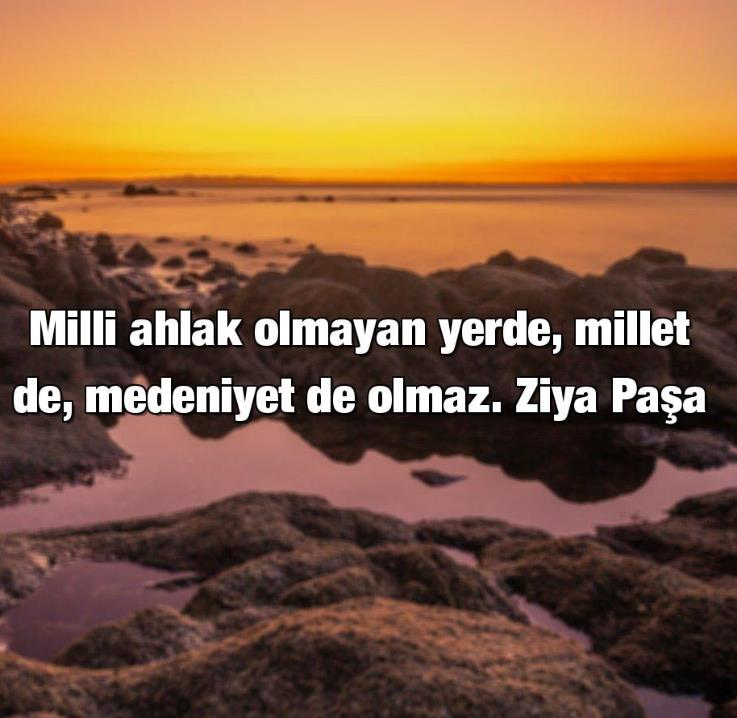 Milli ahlak olmayan yerde, millet
de, medeniyet de olmaz. Ziya Paşa